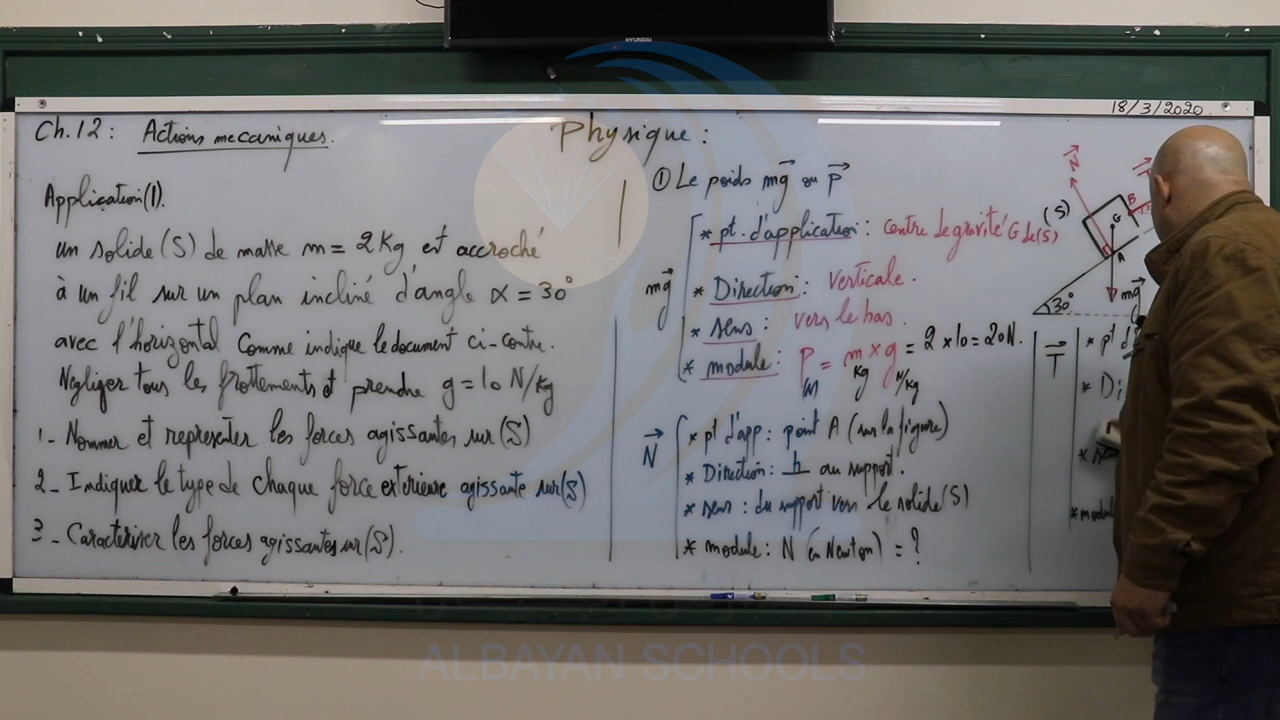 HYUNDAI
18/3/2020
Ch.12 : Actions mecaniques.
Physique :
Application(1).
un solide (S) de masse m = 2 Kg est accroché
à un fil sur un plan incliné d'angle α = 30°
avec l'horizontal comme indique le document ci-contre.
Negliger tous les frottements et prendre g = 10 N/Kg
1 - Nommer et representer les forces agissantes sur (S)
2 - Indiquer le type de chaque force exterieure agissante sur (S)
3 - Caracteriser les forces agissantes sur (S).
① Le poids mg⃗ ou P⃗
mg⃗
* pt. d'application : centre de gravité G de (S)
* Direction : verticale.
* sens : vers le bas.
* module : P = m x g = 2 x 10 = 20 N.
(N) Kg N/Kg
N⃗
* pt d'app : point A (sur la figure)
* Direction : ⊥ au support.
* sens : du support vers le solide (S)
* module : N (en Newton) = ?
N⃗
(S)
G
B
A
30°
mg⃗
T⃗
* pt d
* Di
* modul
ALBAYAN SCHOOLS